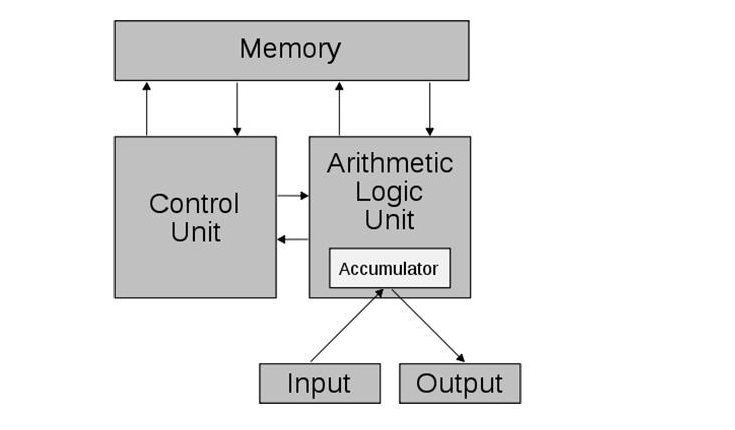 Memory
Control
Unit
Arithmetic
Logic
Unit
Accumulator
Input
Output